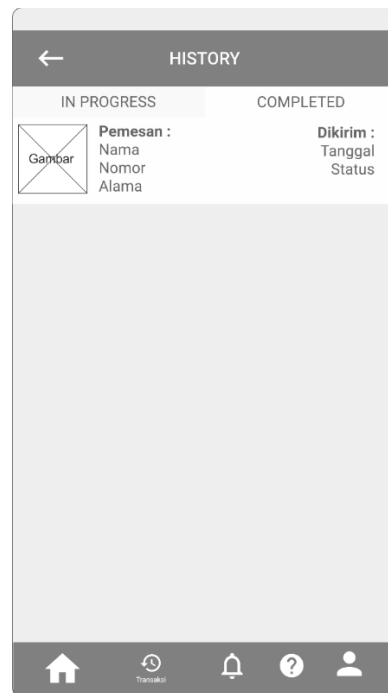 HISTORY
IN PROGRESS
COMPLETED
Gambar
Pemesan :
Nama
Nomor
Alama
Dikirim :
Tanggal
Status
Transaksi